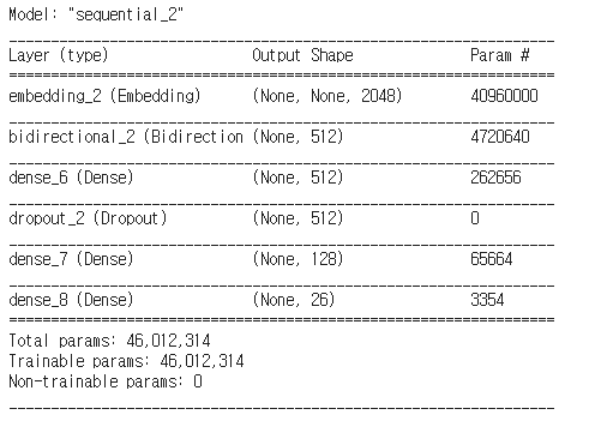 Model: "sequential_2"
_________________________________________________________________
Layer (type)                 Output Shape              Param #
=================================================================
embedding_2 (Embedding)      (None, None, 2048)        40960000
_________________________________________________________________
bidirectional_2 (Bidirection (None, 512)               4720640
_________________________________________________________________
dense_6 (Dense)              (None, 512)               262656
_________________________________________________________________
dropout_2 (Dropout)          (None, 512)               0
_________________________________________________________________
dense_7 (Dense)              (None, 128)               65664
_________________________________________________________________
dense_8 (Dense)              (None, 26)                3354
=================================================================
Total params: 46,012,314
Trainable params: 46,012,314
Non-trainable params: 0
_________________________________________________________________